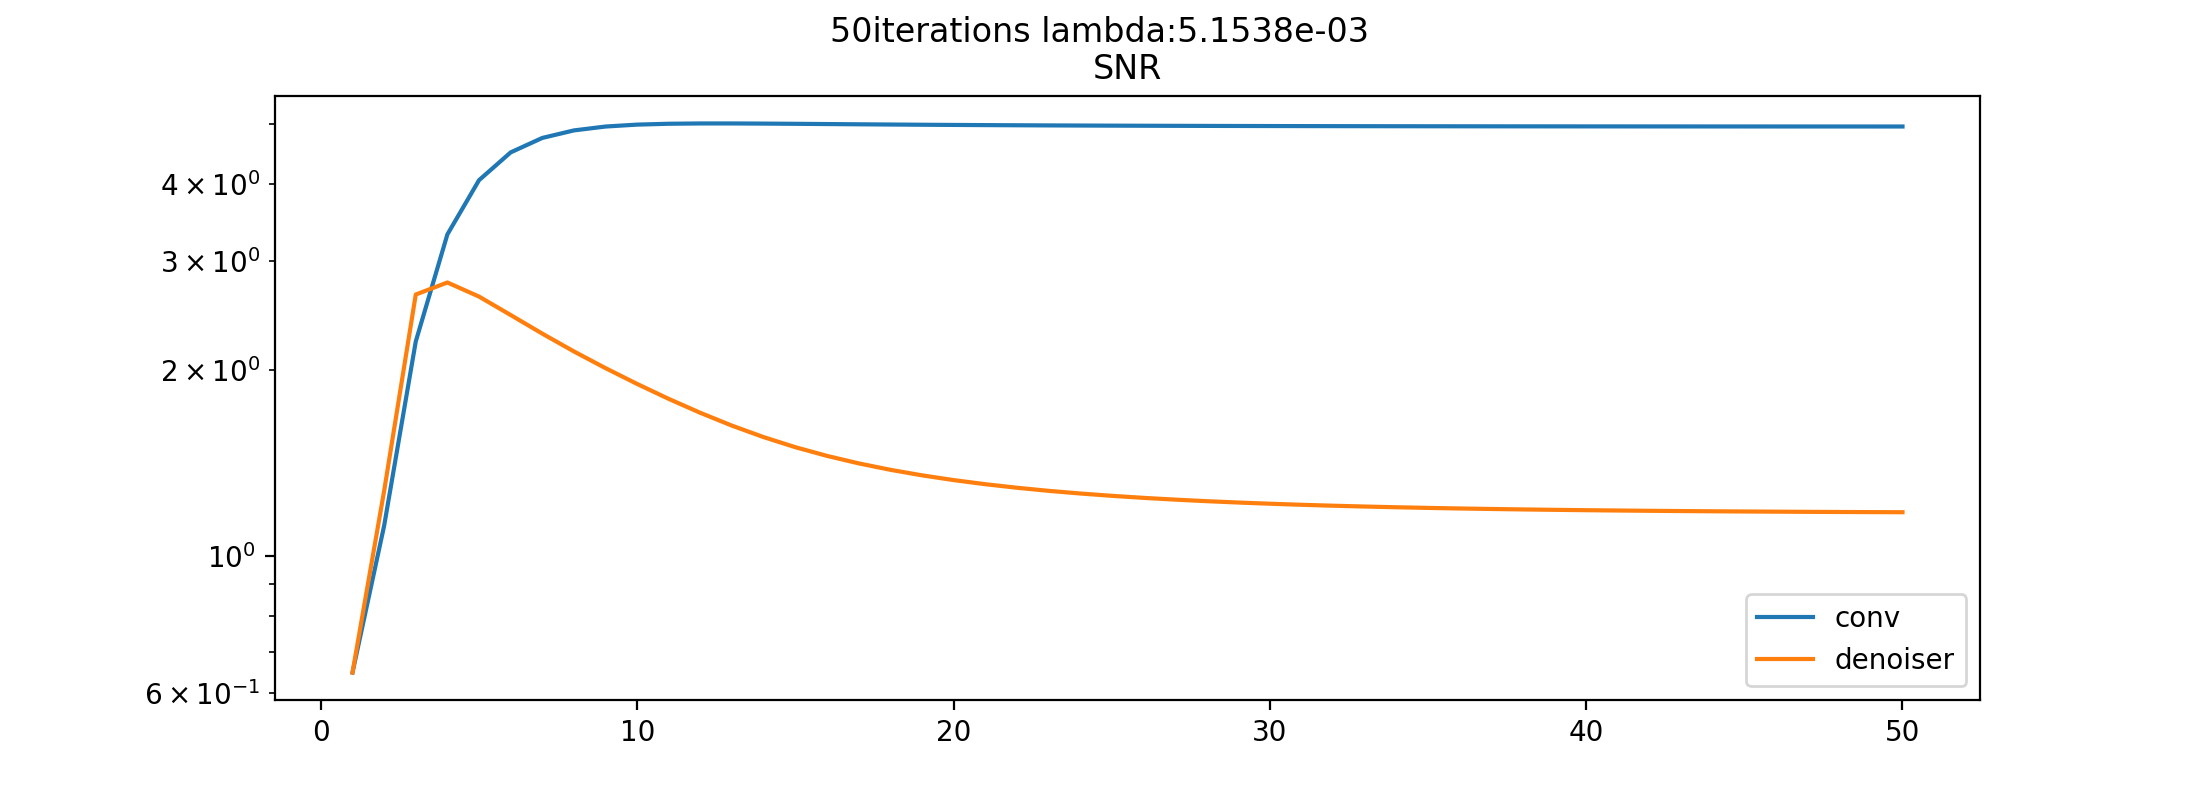 50iterations lambda:5.1538e-03
SNR
4 × 10⁰
3 × 10⁰
2 × 10⁰
10⁰
6 × 10⁻¹
conv
denoiser
0 10 20 30 40 50